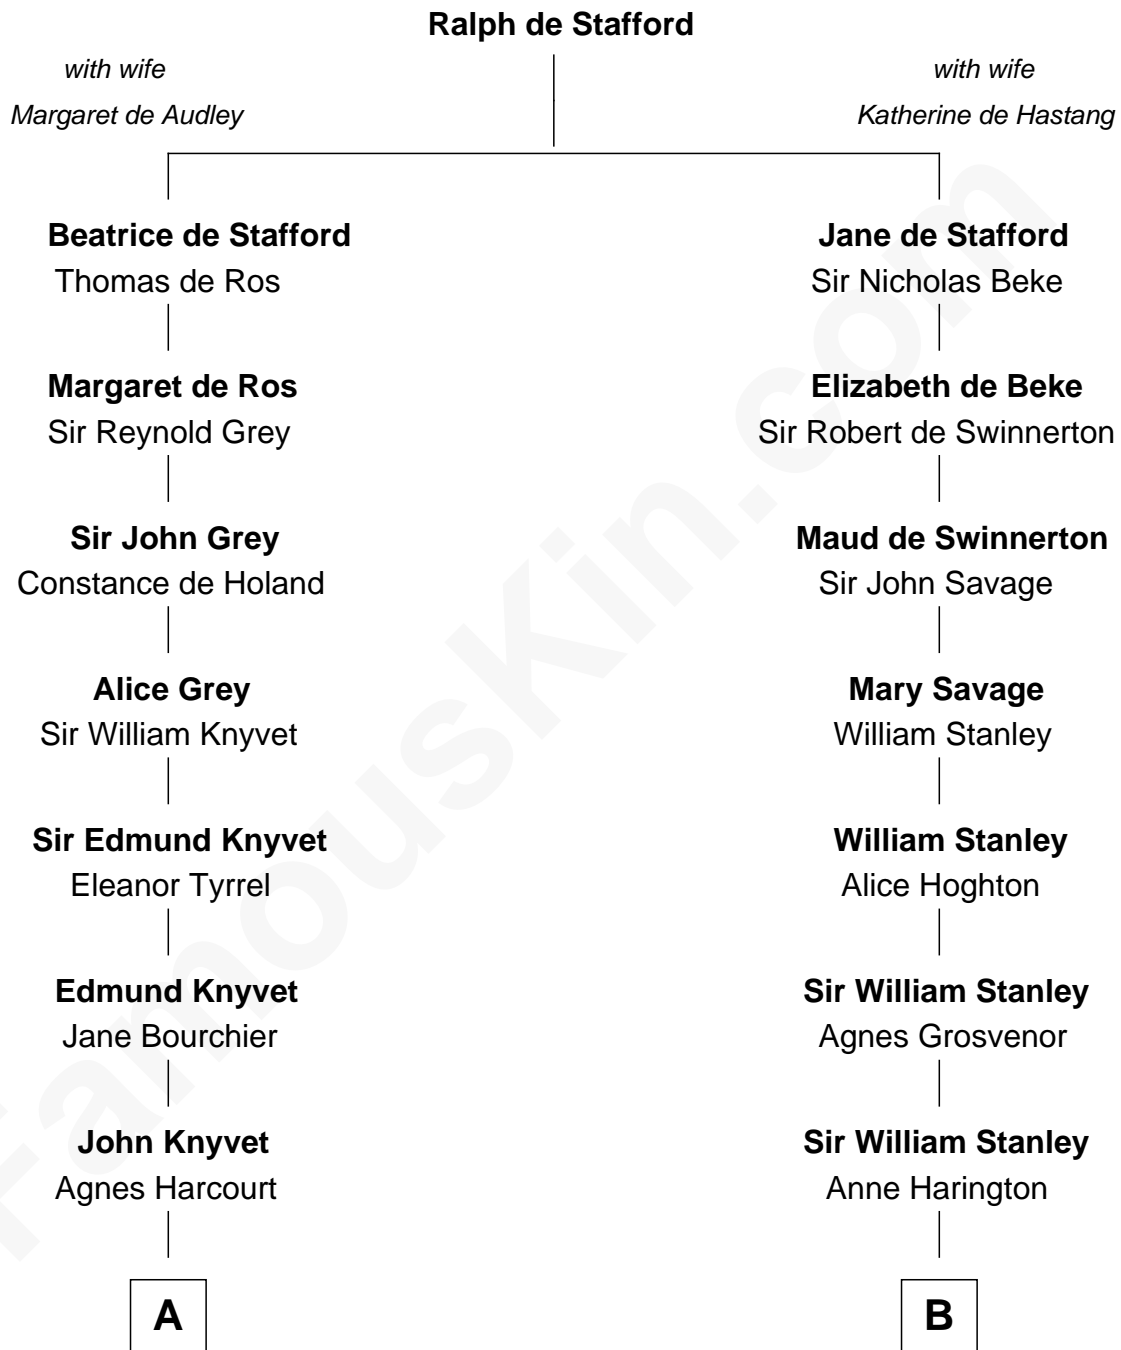 Ralph de Stafford
with wife
Margaret de Audley
with wife
Katherine de Hastang
Beatrice de Stafford
Thomas de Ros
Jane de Stafford
Sir Nicholas Beke
Margaret de Ros
Sir Reynold Grey
Elizabeth de Beke
Sir Robert de Swinnerton
Sir John Grey
Constance de Holand
Maud de Swinnerton
Sir John Savage
Alice Grey
Sir William Knyvet
Mary Savage
William Stanley
Sir Edmund Knyvet
Eleanor Tyrrel
William Stanley
Alice Hoghton
Edmund Knyvet
Jane Bourchier
Sir William Stanley
Agnes Grosvenor
John Knyvet
Agnes Harcourt
Sir William Stanley
Anne Harington
A
B
FamousKin.com